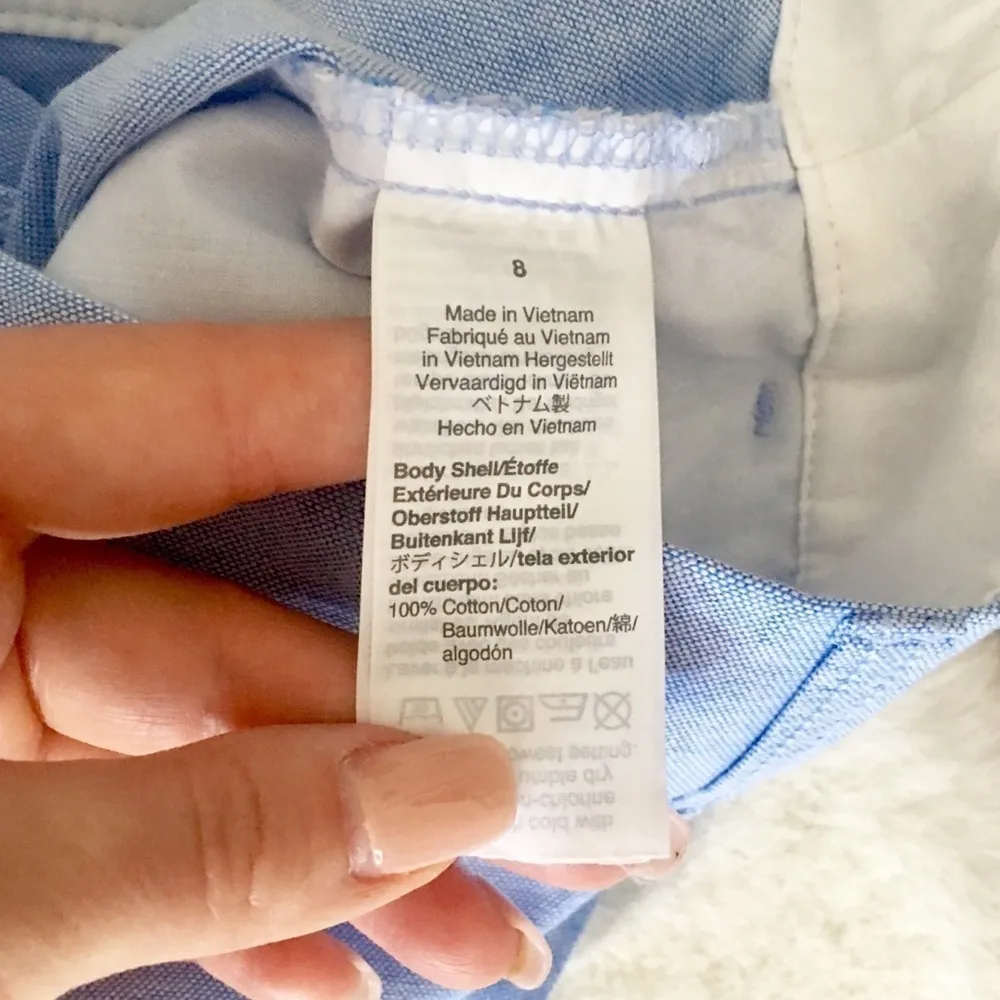 8
Made in Vietnam
Fabriqué au Vietnam
in Vietnam Hergestellt
Vervaardigd in Viëtnam
ベトナム製
Hecho en Vietnam
Body Shell/Étoffe
Extérieure Du Corps/
Oberstoff Hauptteil/
Buitenkant Lijf/
ボディシェル/tela exterior
del cuerpo:
100% Cotton/Coton/
Baumwolle/Katoen/綿/
algodón